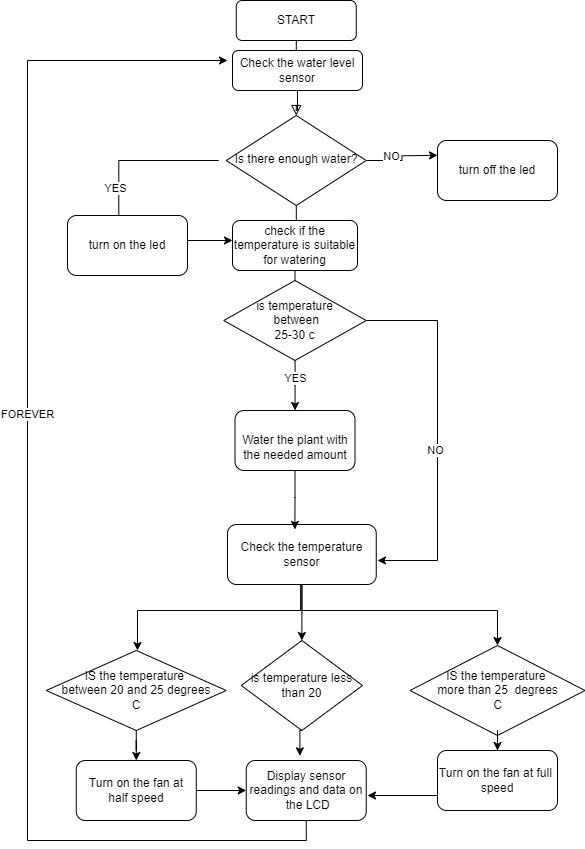 START
Check the water level
sensor
Is there enough water?
NO
turn off the led
YES
turn on the led
check if the
temperature is suitable
for watering
is temperature
between
25-30 c
YES
FOREVER
Water the plant with
the needed amount
NO
Check the temperature
sensor
IS the temperature
between 20 and 25 degrees
C
is temperature less
than 20
IS the temperature
more than 25 degrees
C
Turn on the fan at
half speed
Display sensor
readings and data on
the LCD
Turn on the fan at full
speed